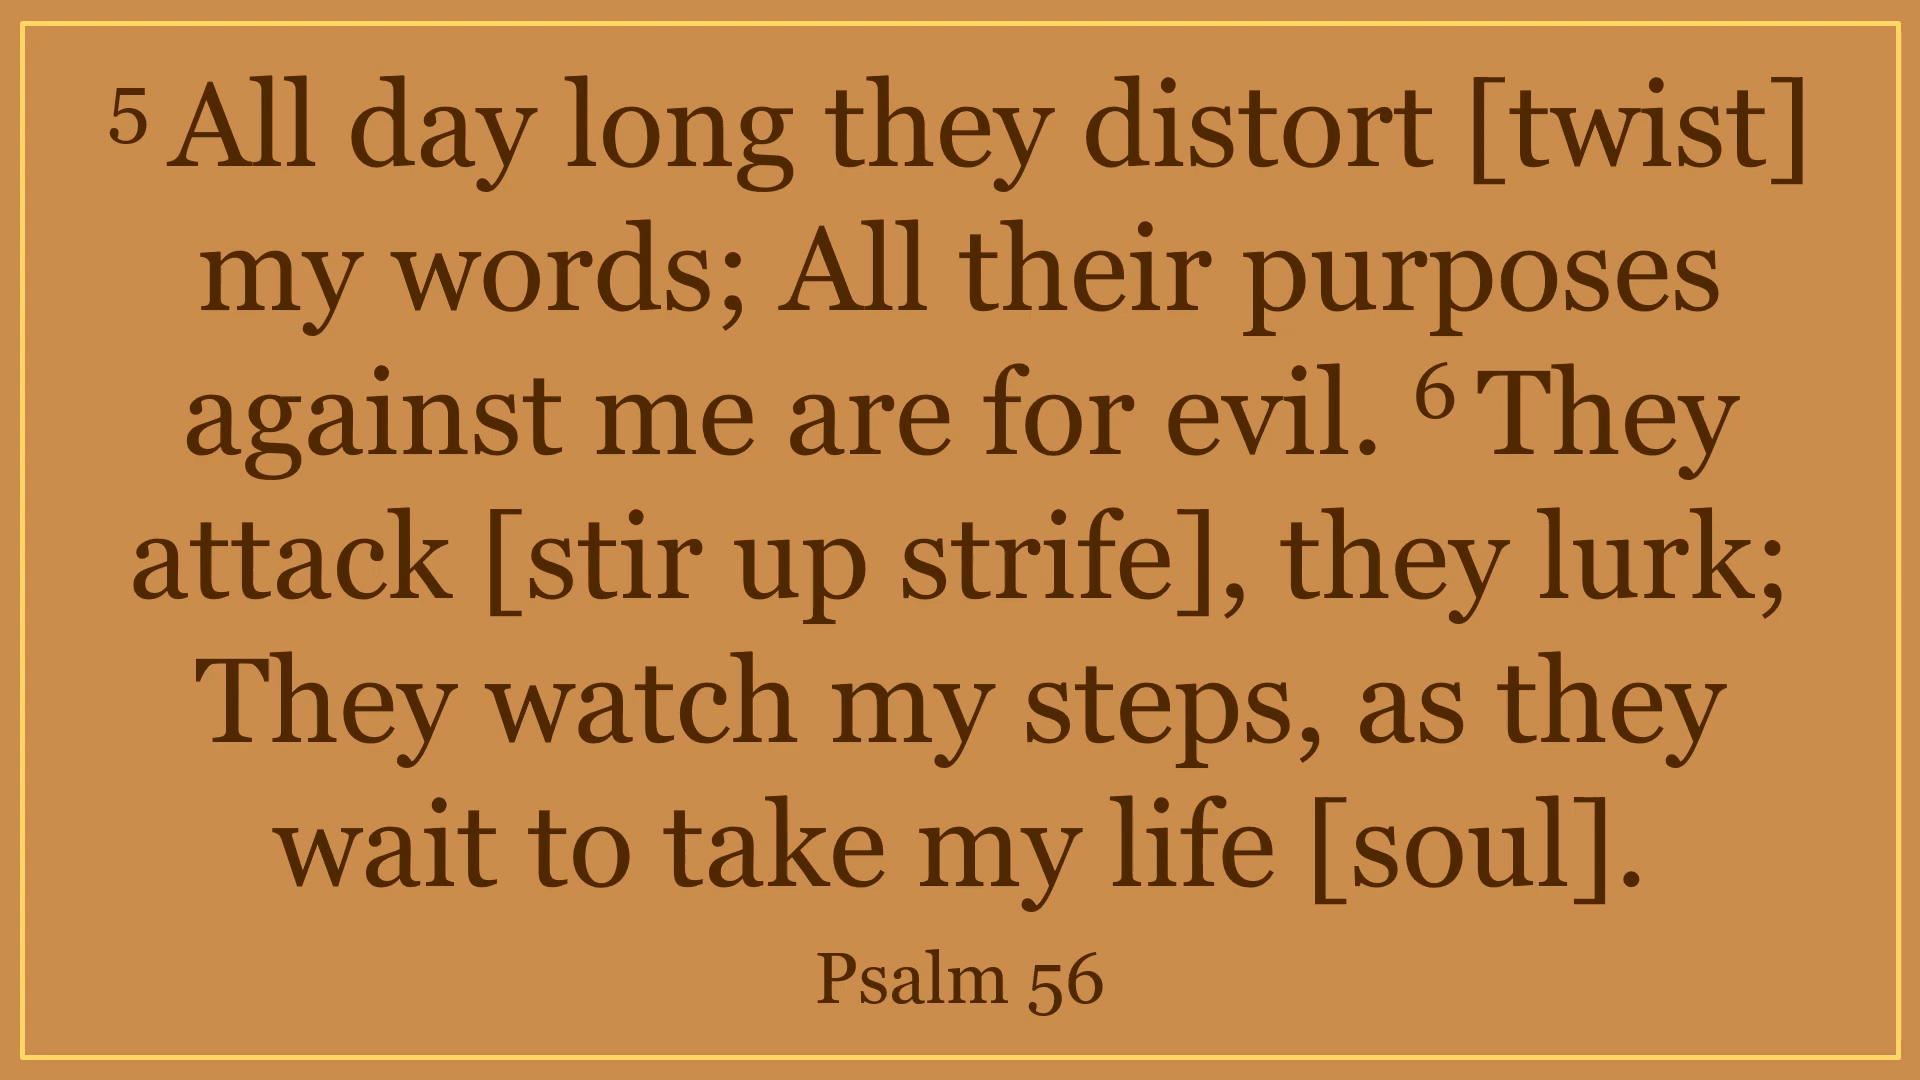 5 All day long they distort [twist]
my words; All their purposes
against me are for evil. 6 They
attack [stir up strife], they lurk;
They watch my steps, as they
wait to take my life [soul].
Psalm 56